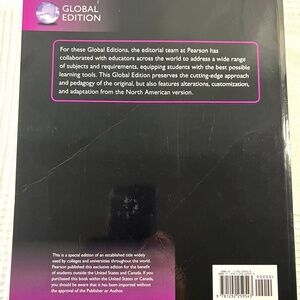 GLOBAL
EDITION
For these Global Editions, the editorial team at Pearson has
collaborated with educators across the world to address a wide range
of subjects and requirements, equipping students with the best possible
learning tools. This Global Edition preserves the cutting-edge approach
and pedagogy of the original, but also features alterations, customization,
and adaptation from the North American version.
This is a special edition of an established title widely
used by colleges and universities throughout the world.
Pearson published this exclusive edition for the benefit
of students outside the United States and Canada. If you
purchased this book within the United States or Canada,
you should be aware that it has been imported without
the approval of the Publisher or Author.